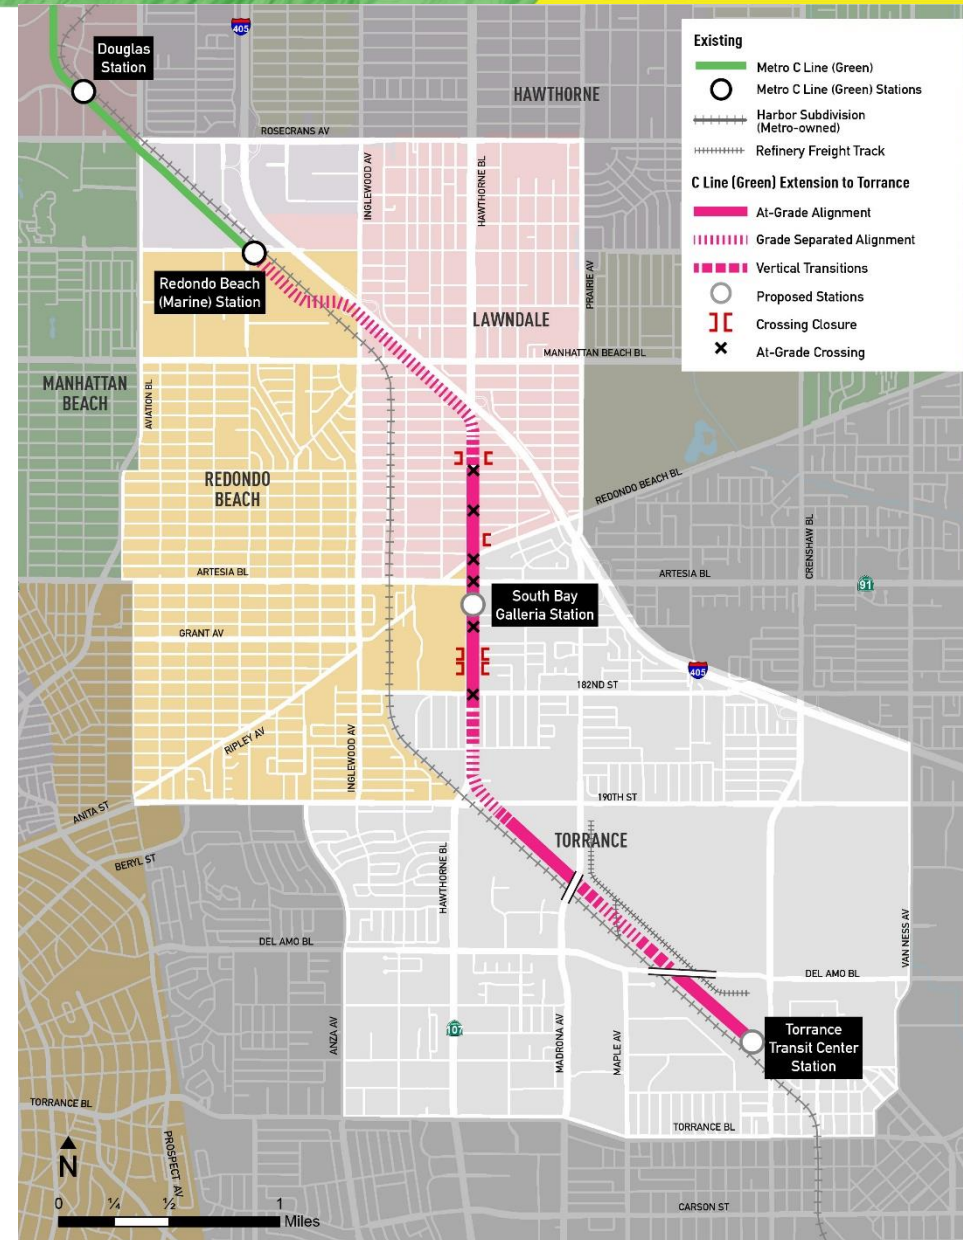 405
Douglas
Station
HAWTHORNE
ROSECRANS AV
INGLEWOOD AV
HAWTHORNE BL
PRAIRIE AV
Existing
Metro C Line (Green)
Metro C Line (Green) Stations
Harbor Subdivision
(Metro-owned)
Refinery Freight Track
C Line (Green) Extension to Torrance
At-Grade Alignment
Grade Separated Alignment
Vertical Transitions
Proposed Stations
Crossing Closure
At-Grade Crossing
Redondo Beach
(Marine) Station
LAWNDALE
MANHATTAN BEACH BL
MANHATTAN
BEACH
AVIATION BL
REDONDO
BEACH
REDONDO BEACH BL
CRENSHAW BL
ARTESIA BL
ARTESIA BL
91
South Bay
Galleria Station
GRANT AV
405
182ND ST
RIPLEY AV
INGLEWOOD AV
190TH ST
ANITA ST
BERYL ST
TORRANCE
HAWTHORNE BL
DEL AMO BL
VAN NESS AV
DEL AMO BL
ANZA AV
107
MADRONA AV
MAPLE AV
Torrance
Transit Center
Station
TORRANCE BL
TORRANCE BL
PROSPECT AV
N
CARSON ST
0 ¼ ½ 1
Miles